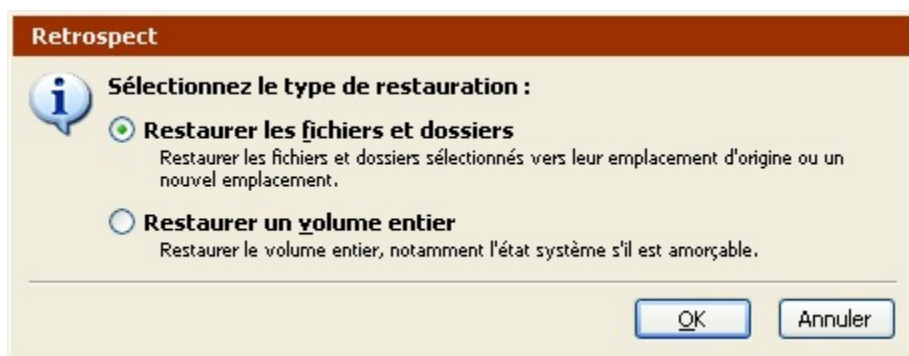 Retrospect
Sélectionnez le type de restauration :
Restaurer les fichiers et dossiers
Restaurer les fichiers et dossiers sélectionnés vers leur emplacement d'origine ou un
nouvel emplacement.
Restaurer un volume entier
Restaurer le volume entier, notamment l'état système s'il est amorçable.
OK Annuler